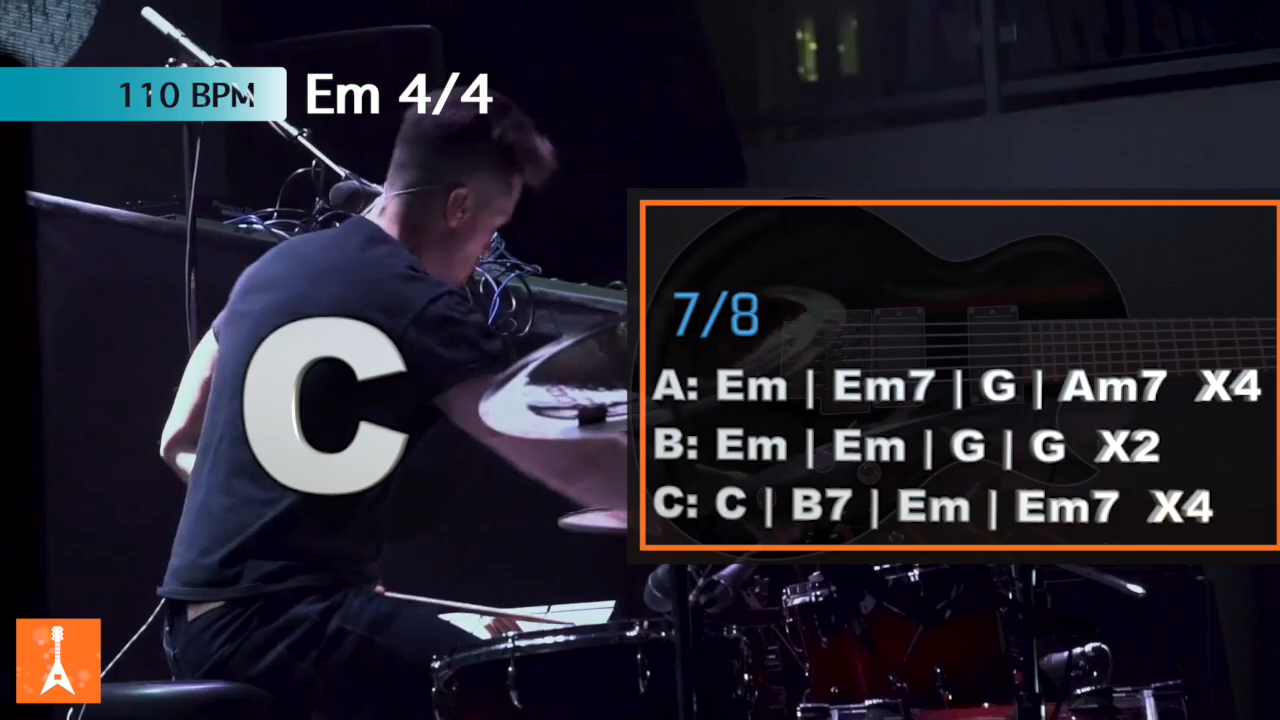 110 BPM Em 4/4
C
7/8
A: Em | Em7 | G | Am7 X4
B: Em | Em | G | G X2
C: C | B7 | Em | Em7 X4